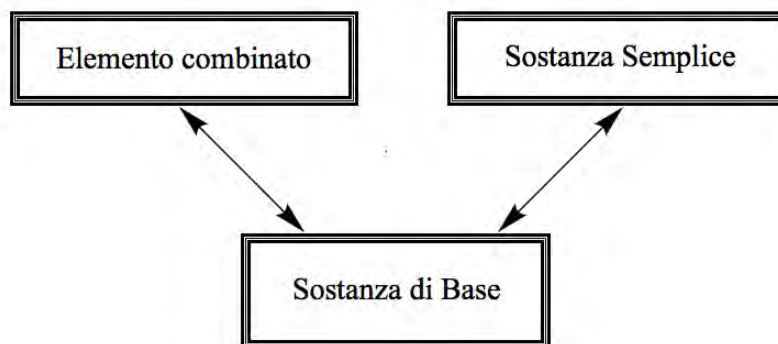 Elemento combinato
Sostanza Semplice
Sostanza di Base